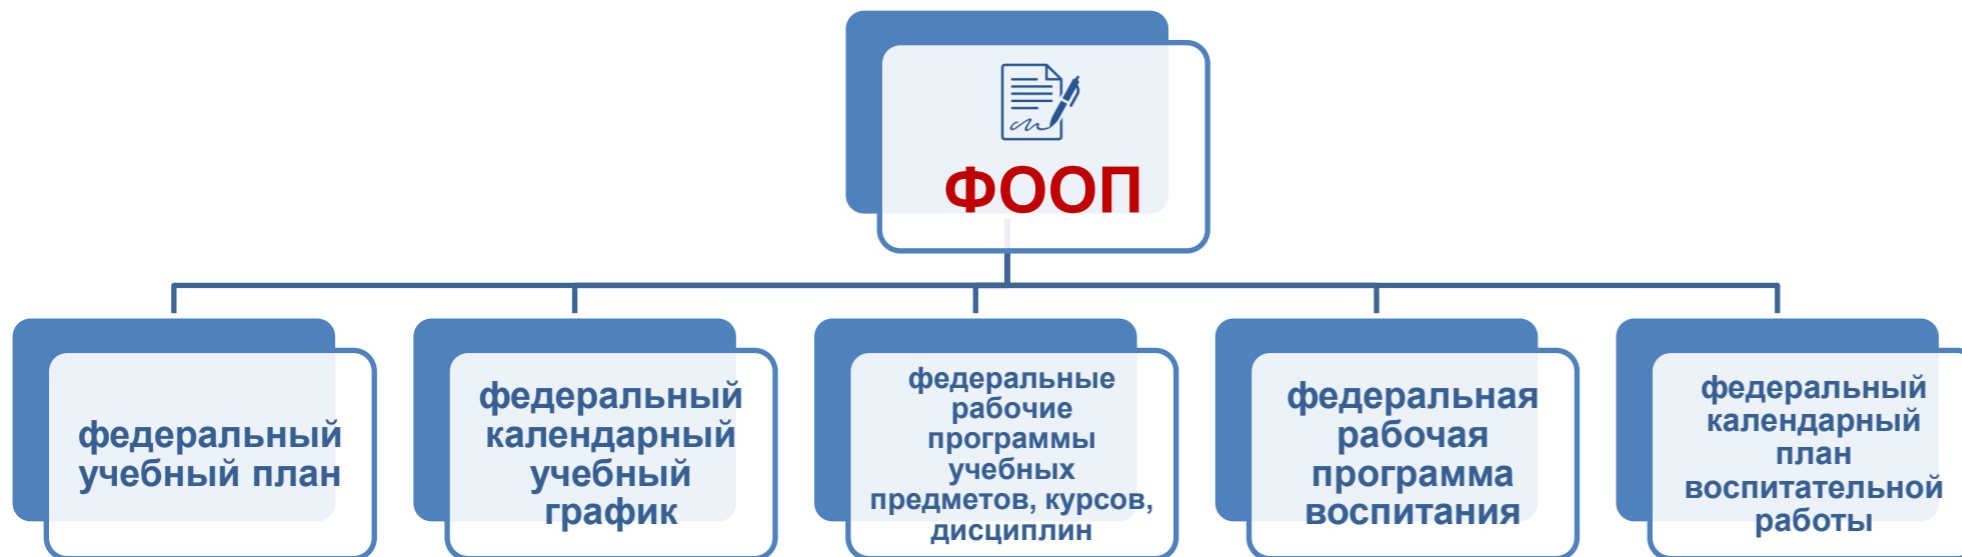 ФООП
федеральный
учебный план
федеральный
календарный
учебный
график
федеральные
рабочие
программы
учебных
предметов, курсов,
дисциплин
федеральная
рабочая
программа
воспитания
федеральный
календарный
план
воспитательной
работы